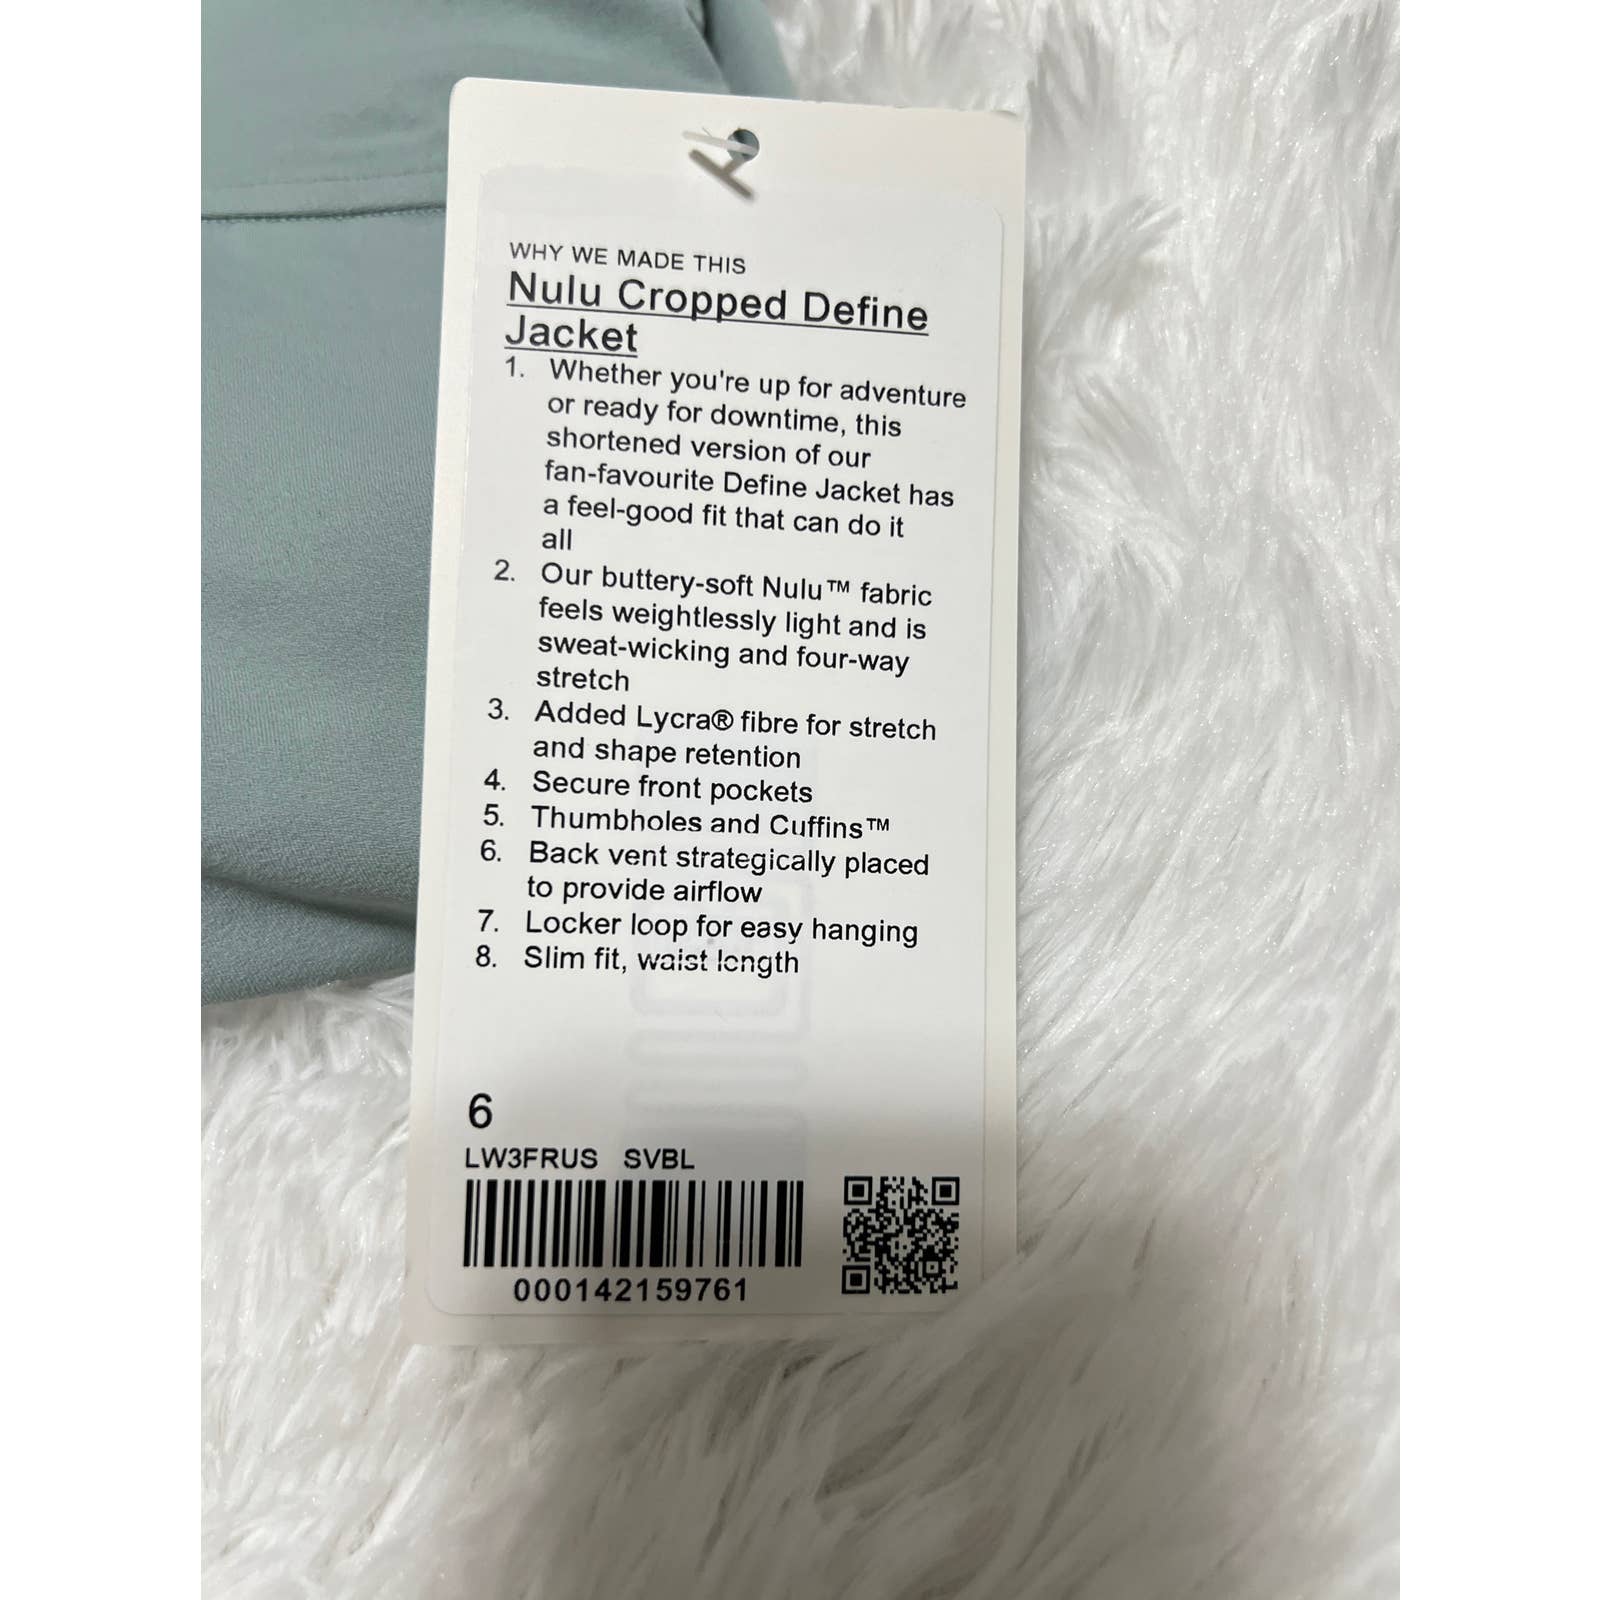 WHY WE MADE THIS
Nulu Cropped Define
Jacket
1. Whether you're up for adventure
or ready for downtime, this
shortened version of our
fan-favourite Define Jacket has
a feel-good fit that can do it
all
2. Our buttery-soft Nulu™ fabric
feels weightlessly light and is
sweat-wicking and four-way
stretch
3. Added Lycra® fibre for stretch
and shape retention
4. Secure front pockets
5. Thumbholes and Cuffins™
6. Back vent strategically placed
to provide airflow
7. Locker loop for easy hanging
8. Slim fit, waist length
6
LW3FRUS SVBL
000142159761